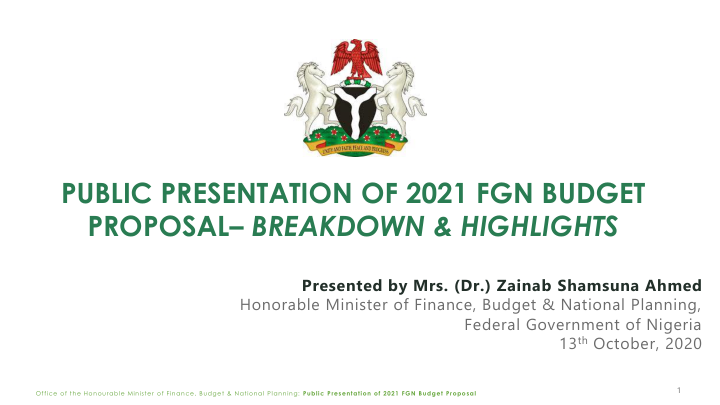 UNITY AND FAITH, PEACE AND PROGRESS
PUBLIC PRESENTATION OF 2021 FGN BUDGET
PROPOSAL– BREAKDOWN & HIGHLIGHTS
Presented by Mrs. (Dr.) Zainab Shamsuna Ahmed
Honorable Minister of Finance, Budget & National Planning,
Federal Government of Nigeria
13th October, 2020
Office of the Honourable Minister of Finance, Budget & National Planning: Public Presentation of 2021 FGN Budget Proposal
1